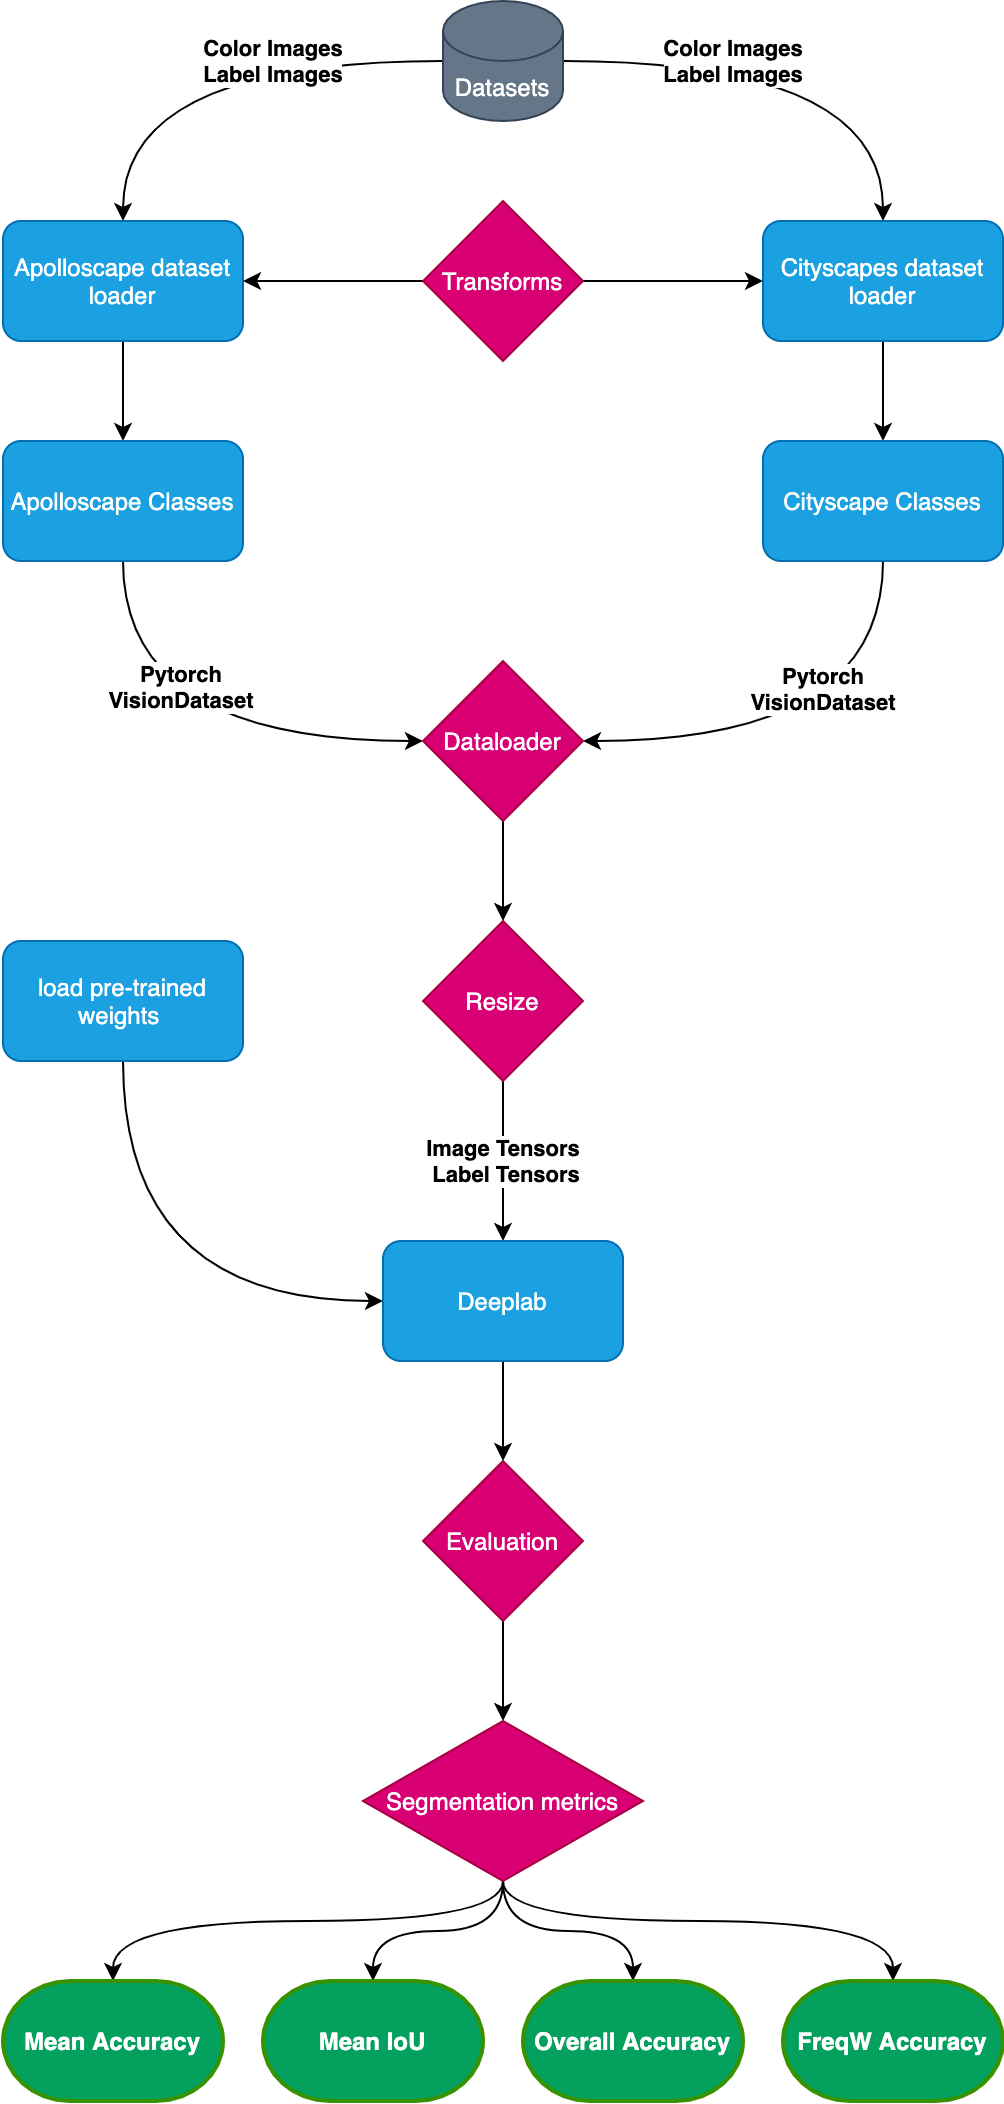 Color Images
Label Images
Datasets
Color Images
Label Images
Apolloscape dataset
loader
Transforms
Cityscapes dataset
loader
Apolloscape Classes
Cityscape Classes
Pytorch
VisionDataset
Pytorch
VisionDataset
Dataloader
load pre-trained
weights
Resize
Image Tensors
Label Tensors
Deeplab
Evaluation
Segmentation metrics
Mean Accuracy
Mean IoU
Overall Accuracy
FreqW Accuracy